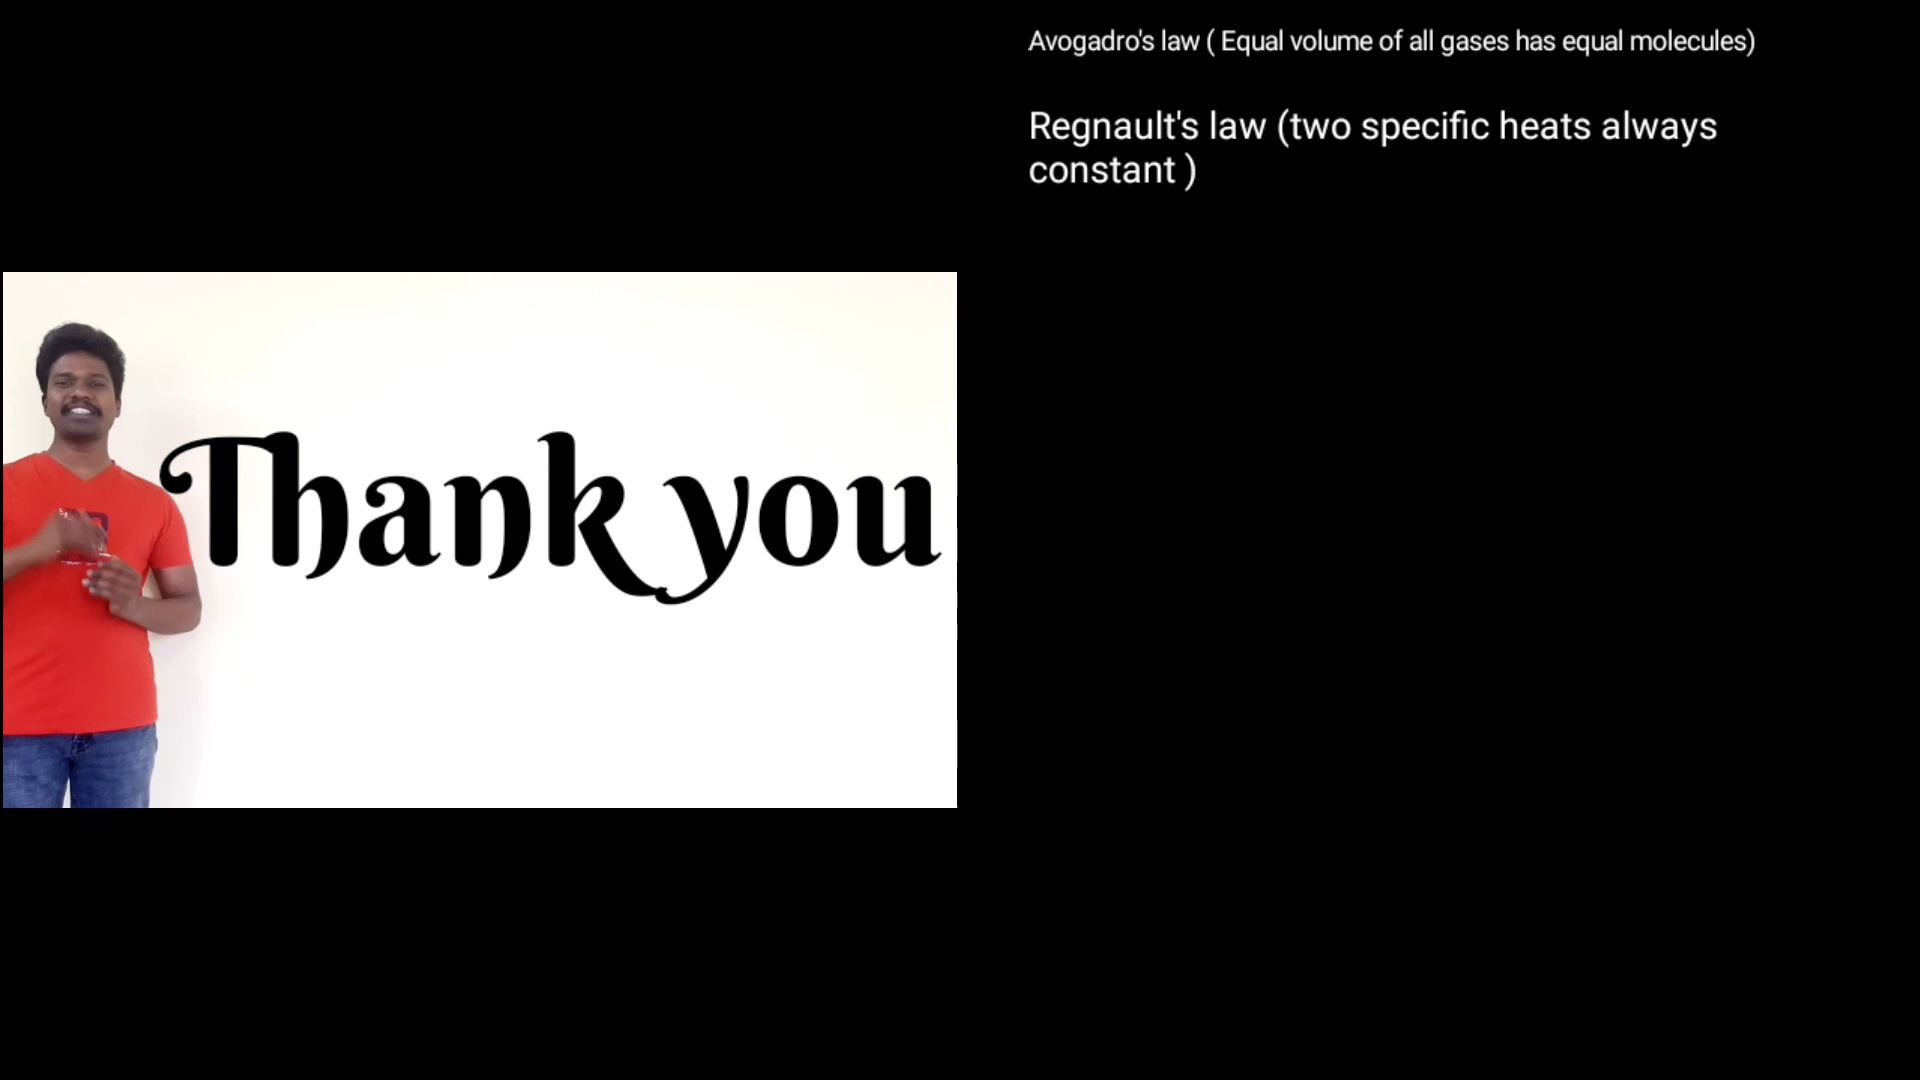 Avogadro's law ( Equal volume of all gases has equal molecules)
Regnault's law (two specific heats always
constant )
Thank you